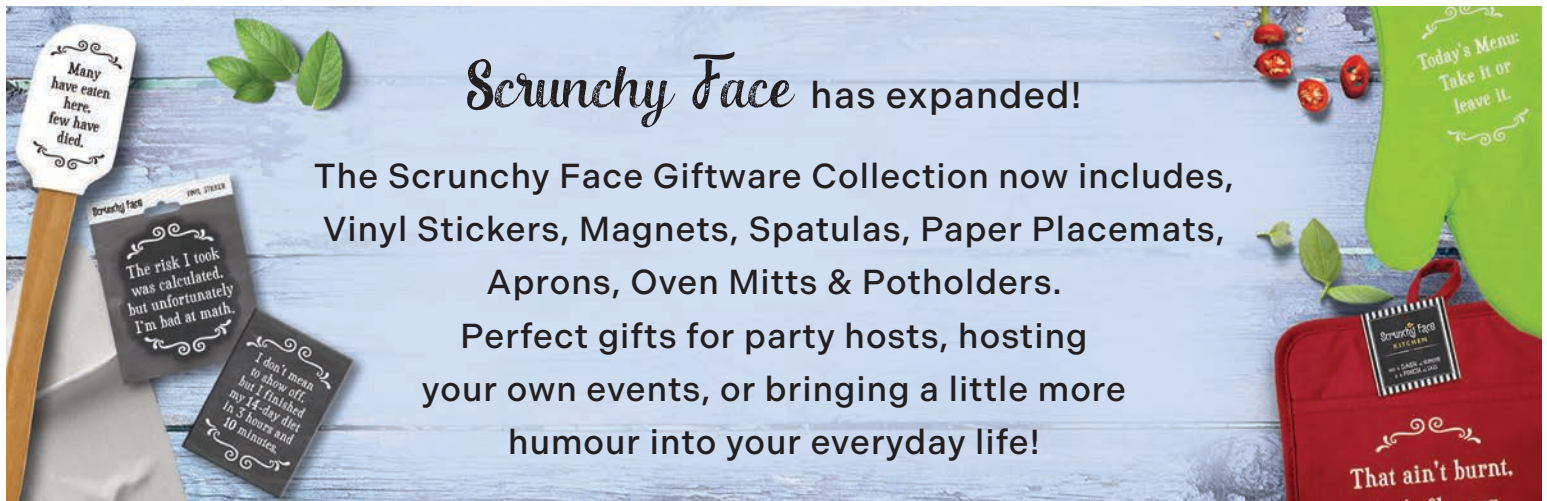 Many
have eaten
here,
few have
died.
Scrunchy Face
VINYL STICKER
The risk I took
was calculated,
but unfortunately
I'm bad at math.
I don't mean
to show off,
but I finished
my 14-day diet
in 3 hours and
10 minutes.
Scrunchy Face has expanded!
The Scrunchy Face Giftware Collection now includes,
Vinyl Stickers, Magnets, Spatulas, Paper Placemats,
Aprons, Oven Mitts & Potholders.
Perfect gifts for party hosts, hosting
your own events, or bringing a little more
humour into your everyday life!
Today's Menu:
Take it or
leave it.
Scrunchy Face
KITCHEN
That ain't burnt,